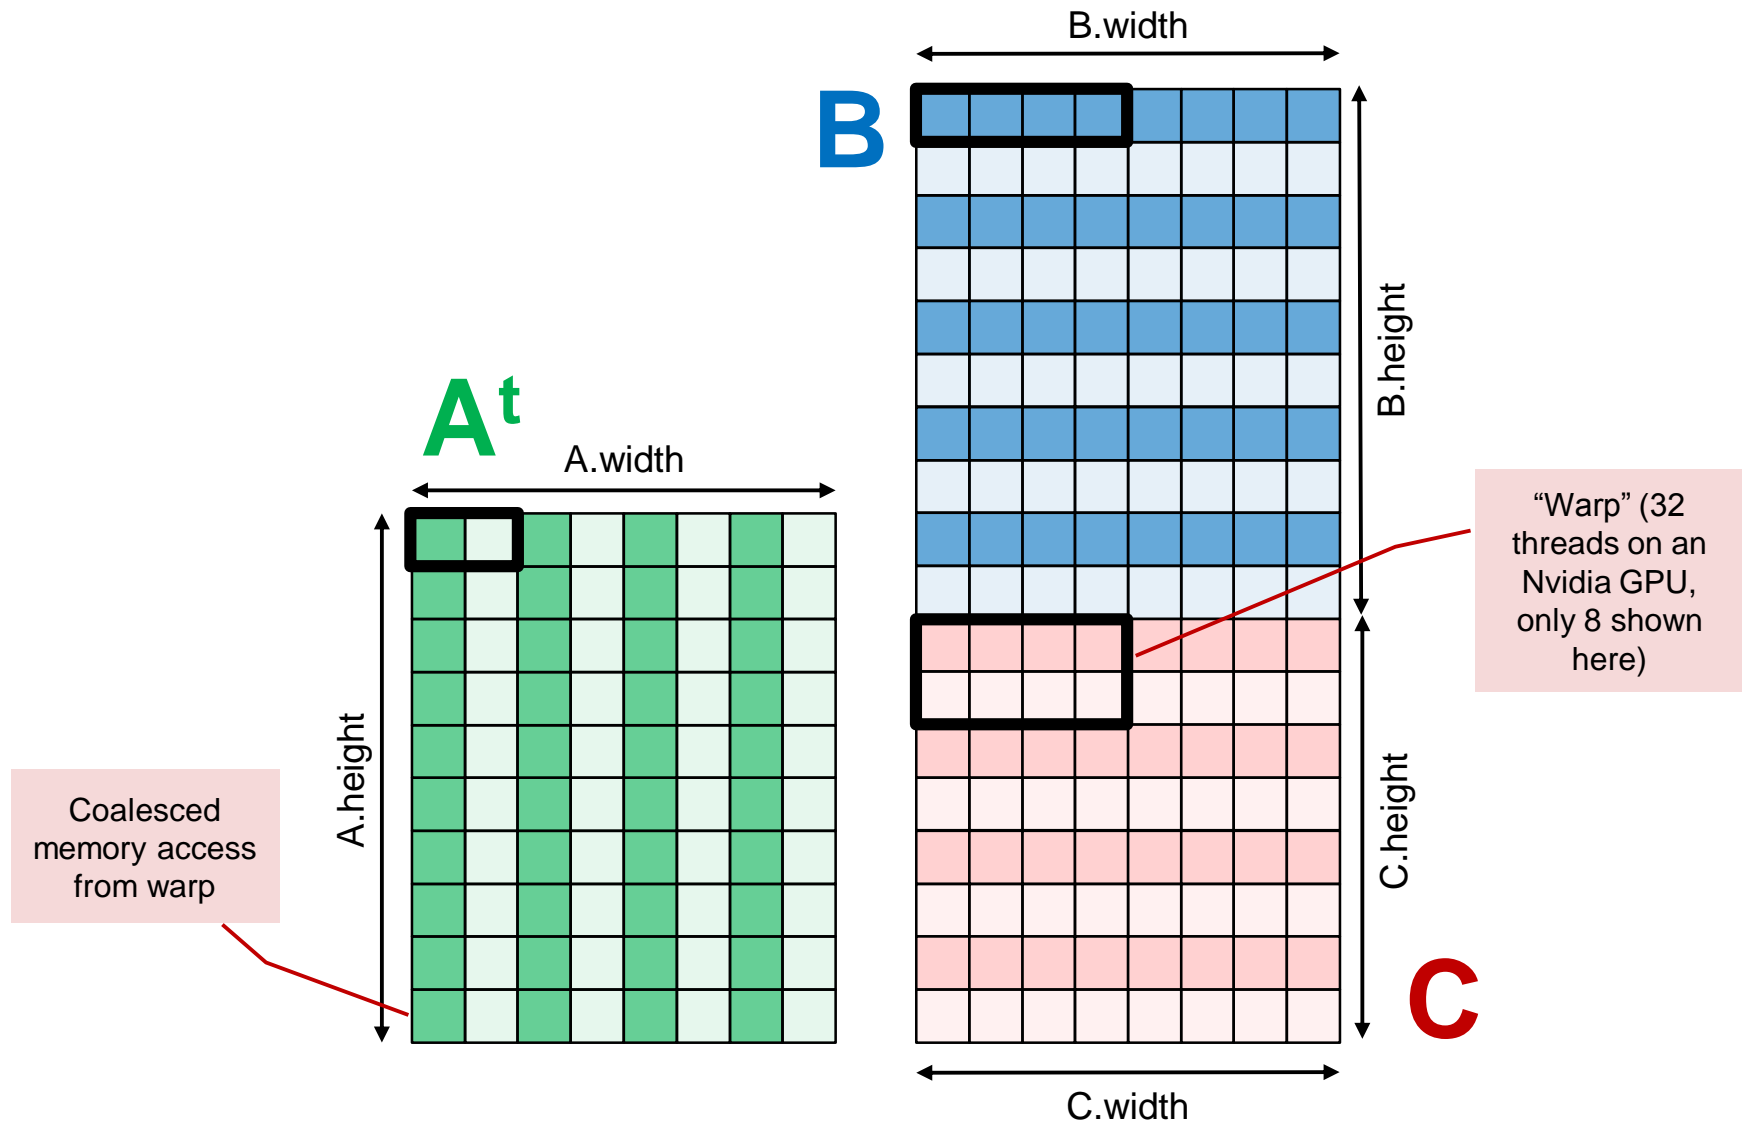 B.width
B
B.height
At
A.width
A.height
“Warp” (32
threads on an
Nvidia GPU,
only 8 shown
here)
Coalesced
memory access
from warp
C.height
C
C.width